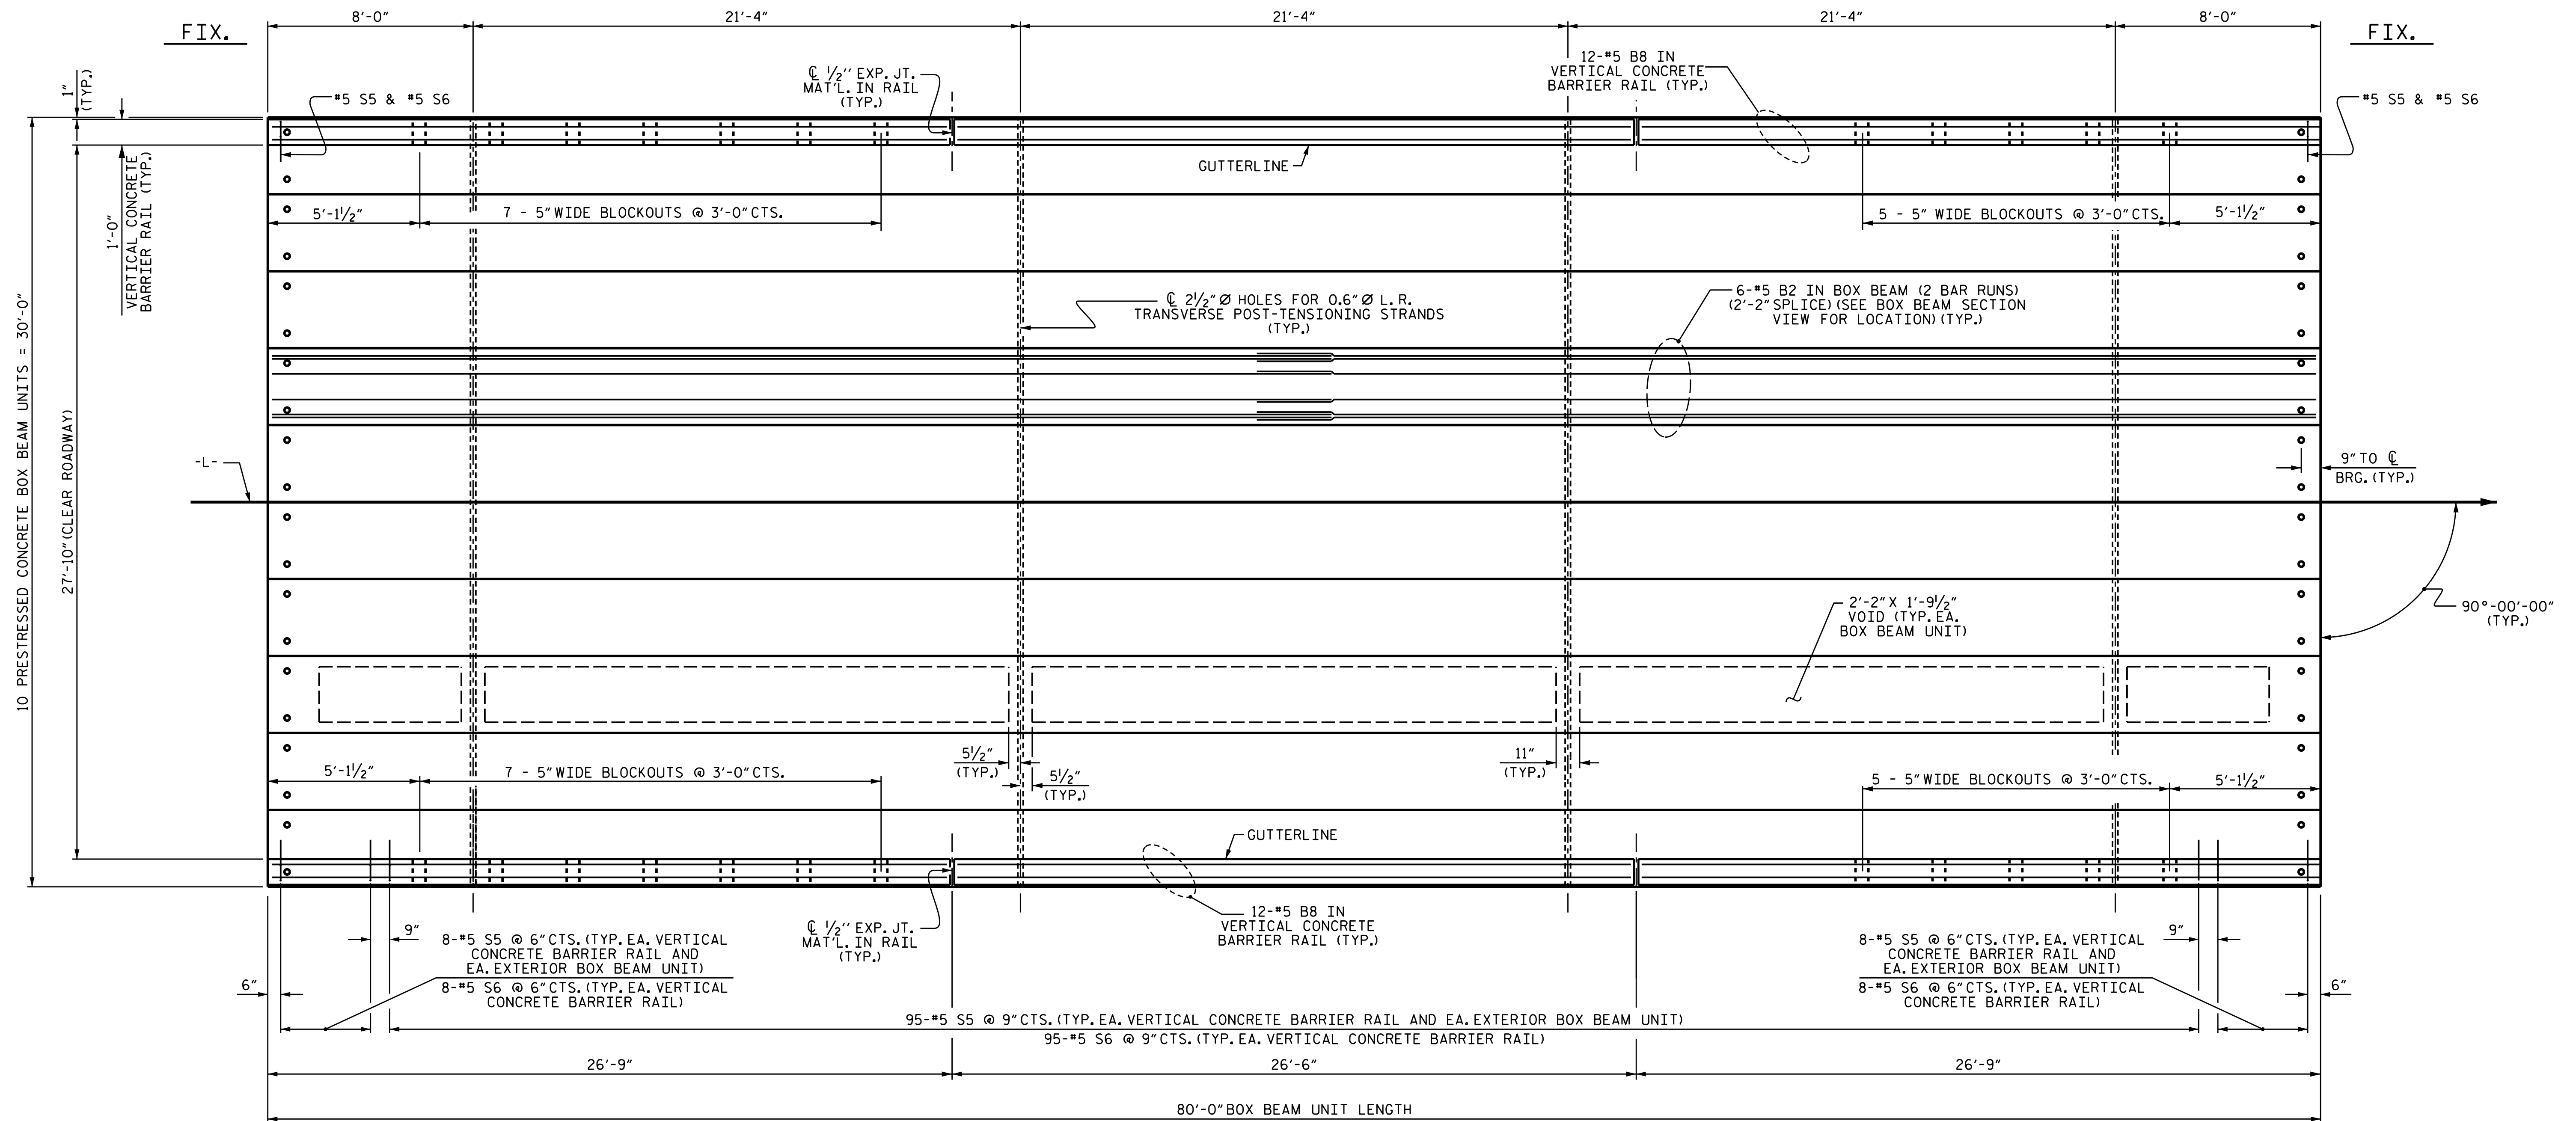 8'-0"
21'-4"
21'-4"
21'-4"
8'-0"
FIX.
FIX.
1"
(TYP.)
#5 S5 & #5 S6
℄ 1/2'' EXP. JT.
MAT'L. IN RAIL
(TYP.)
12-#5 B8 IN
VERTICAL CONCRETE
BARRIER RAIL (TYP.)
#5 S5 & #5 S6
GUTTERLINE
1'-0"
VERTICAL CONCRETE
BARRIER RAIL (TYP.)
5'-1 1/2"
7 - 5" WIDE BLOCKOUTS @ 3'-0" CTS.
5 - 5" WIDE BLOCKOUTS @ 3'-0" CTS.
5'-1 1/2"
℄ 2 1/2" Ø HOLES FOR 0.6" Ø L. R.
TRANSVERSE POST-TENSIONING STRANDS
(TYP.)
6-#5 B2 IN BOX BEAM (2 BAR RUNS)
(2'-2" SPLICE) (SEE BOX BEAM SECTION
VIEW FOR LOCATION) (TYP.)
10 PRESTRESSED CONCRETE BOX BEAM UNITS = 30'-0"
27'-10" (CLEAR ROADWAY)
-L-
9" TO ℄
BRG. (TYP.)
2'-2" X 1'-9 1/2"
VOID (TYP. EA.
BOX BEAM UNIT)
90°-00'-00"
(TYP.)
5'-1 1/2"
7 - 5" WIDE BLOCKOUTS @ 3'-0" CTS.
5 1/2"
(TYP.)
5 1/2"
(TYP.)
11"
(TYP.)
5 - 5" WIDE BLOCKOUTS @ 3'-0" CTS.
5'-1 1/2"
GUTTERLINE
℄ 1/2'' EXP. JT.
MAT'L. IN RAIL
(TYP.)
12-#5 B8 IN
VERTICAL CONCRETE
BARRIER RAIL (TYP.)
9"
8-#5 S5 @ 6" CTS. (TYP. EA. VERTICAL
CONCRETE BARRIER RAIL AND
EA. EXTERIOR BOX BEAM UNIT)
8-#5 S6 @ 6" CTS. (TYP. EA. VERTICAL
CONCRETE BARRIER RAIL)
6"
8-#5 S5 @ 6" CTS. (TYP. EA. VERTICAL
CONCRETE BARRIER RAIL AND
EA. EXTERIOR BOX BEAM UNIT)
8-#5 S6 @ 6" CTS. (TYP. EA. VERTICAL
CONCRETE BARRIER RAIL)
9"
6"
95-#5 S5 @ 9" CTS. (TYP. EA. VERTICAL CONCRETE BARRIER RAIL AND EA. EXTERIOR BOX BEAM UNIT)
95-#5 S6 @ 9" CTS. (TYP. EA. VERTICAL CONCRETE BARRIER RAIL)
26'-9"
26'-6"
26'-9"
80'-0" BOX BEAM UNIT LENGTH